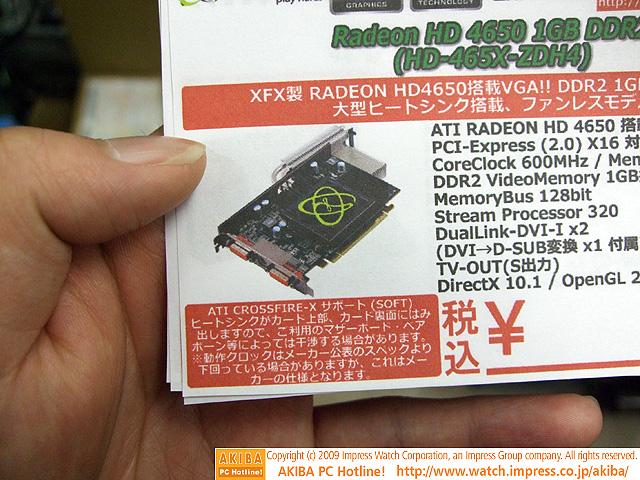 play hard.
GRAPHICS
TECHNOLOGY
http://
Radeon HD 4650 1GB DDR2
(HD-465X-ZDH4)
XFX製 RADEON HD4650搭載VGA!! DDR2 1G
大型ヒートシンク搭載、ファンレスモデ
ATI RADEON HD 4650 搭
PCI-Express (2.0) X16 対
CoreClock 600MHz / Mem
DDR2 VideoMemory 1GB
MemoryBus 128bit
Stream Processor 320
DualLink-DVI-I x2
(DVI→D-SUB変換 x1 付属
TV-OUT(S出力)
DirectX 10.1 / OpenGL 2
ATI CROSSFIRE-X サポート (SOFT)
ヒートシンクがカード上部、カード裏面にはみ
出しますので、ご利用のマザーボード・ヘア
ボーン等によっては干渉する場合があります。
※動作クロックはメーカー公表のスペックより
下回っている場合がありますが、これはメー
カーの仕様となります。
税込 ¥
Copyright (c) 2009 Impress Watch Corporation, an Impress Group company. All rights reserved.
AKIBA PC Hotline!
AKIBA PC Hotline! http://www.watch.impress.co.jp/akiba/